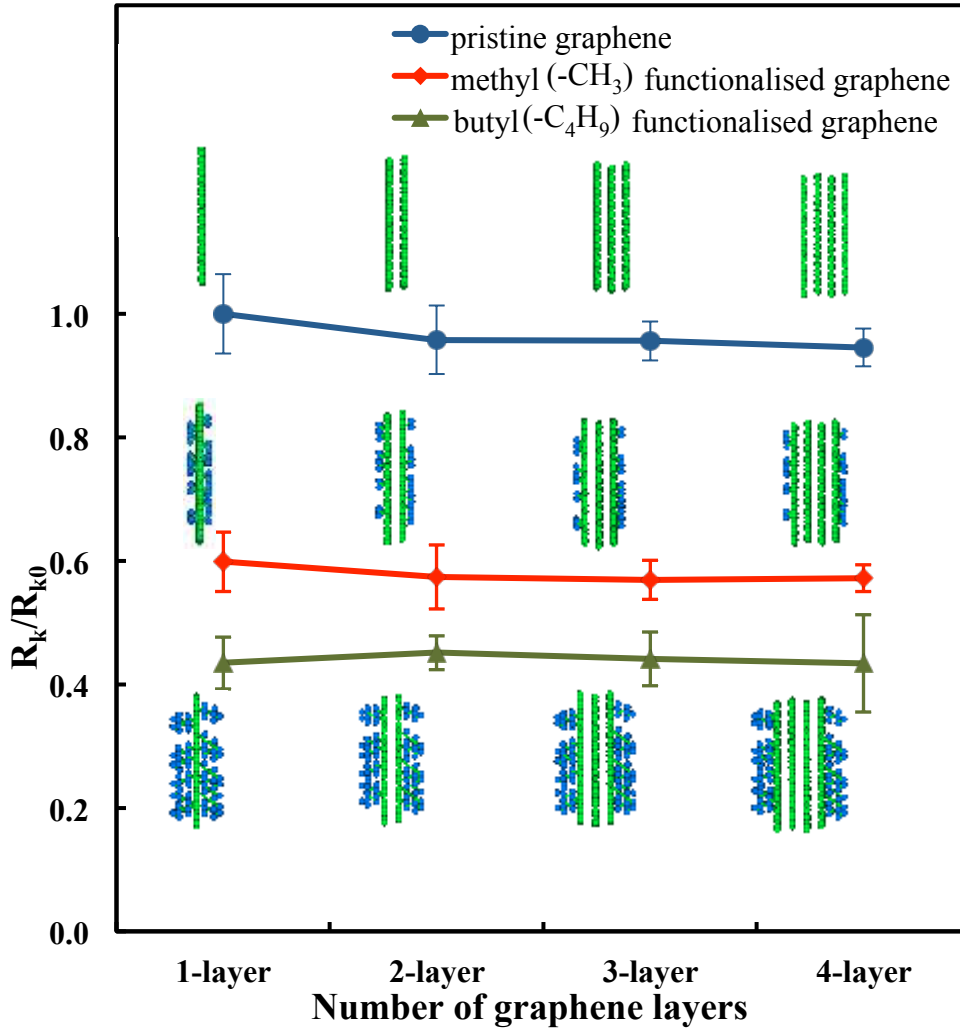 pristine graphene
methyl (-CH₃) functionalised graphene
butyl (-C₄H₉) functionalised graphene
1.0
0.8
0.6
0.4
0.2
0.0
Rₖ/Rₖ₀
1-layer 2-layer 3-layer 4-layer
Number of graphene layers